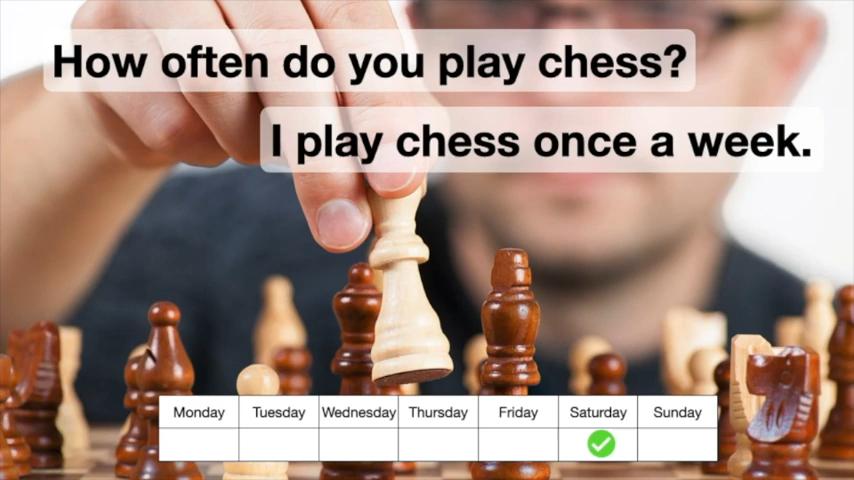 How often do you play chess?
I play chess once a week.
Monday Tuesday Wednesday Thursday Friday Saturday Sunday